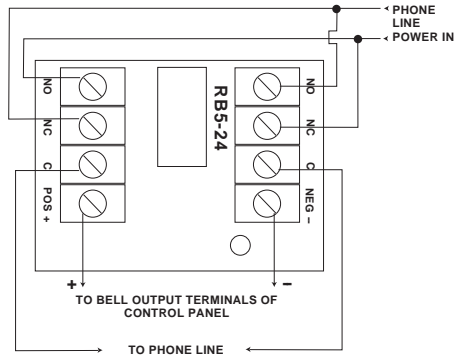 PHONE
LINE
POWER IN
NO
NC
C
POS +
RB5-24
NO
NC
C
NEG –
+
–
TO BELL OUTPUT TERMINALS OF
CONTROL PANEL
TO PHONE LINE